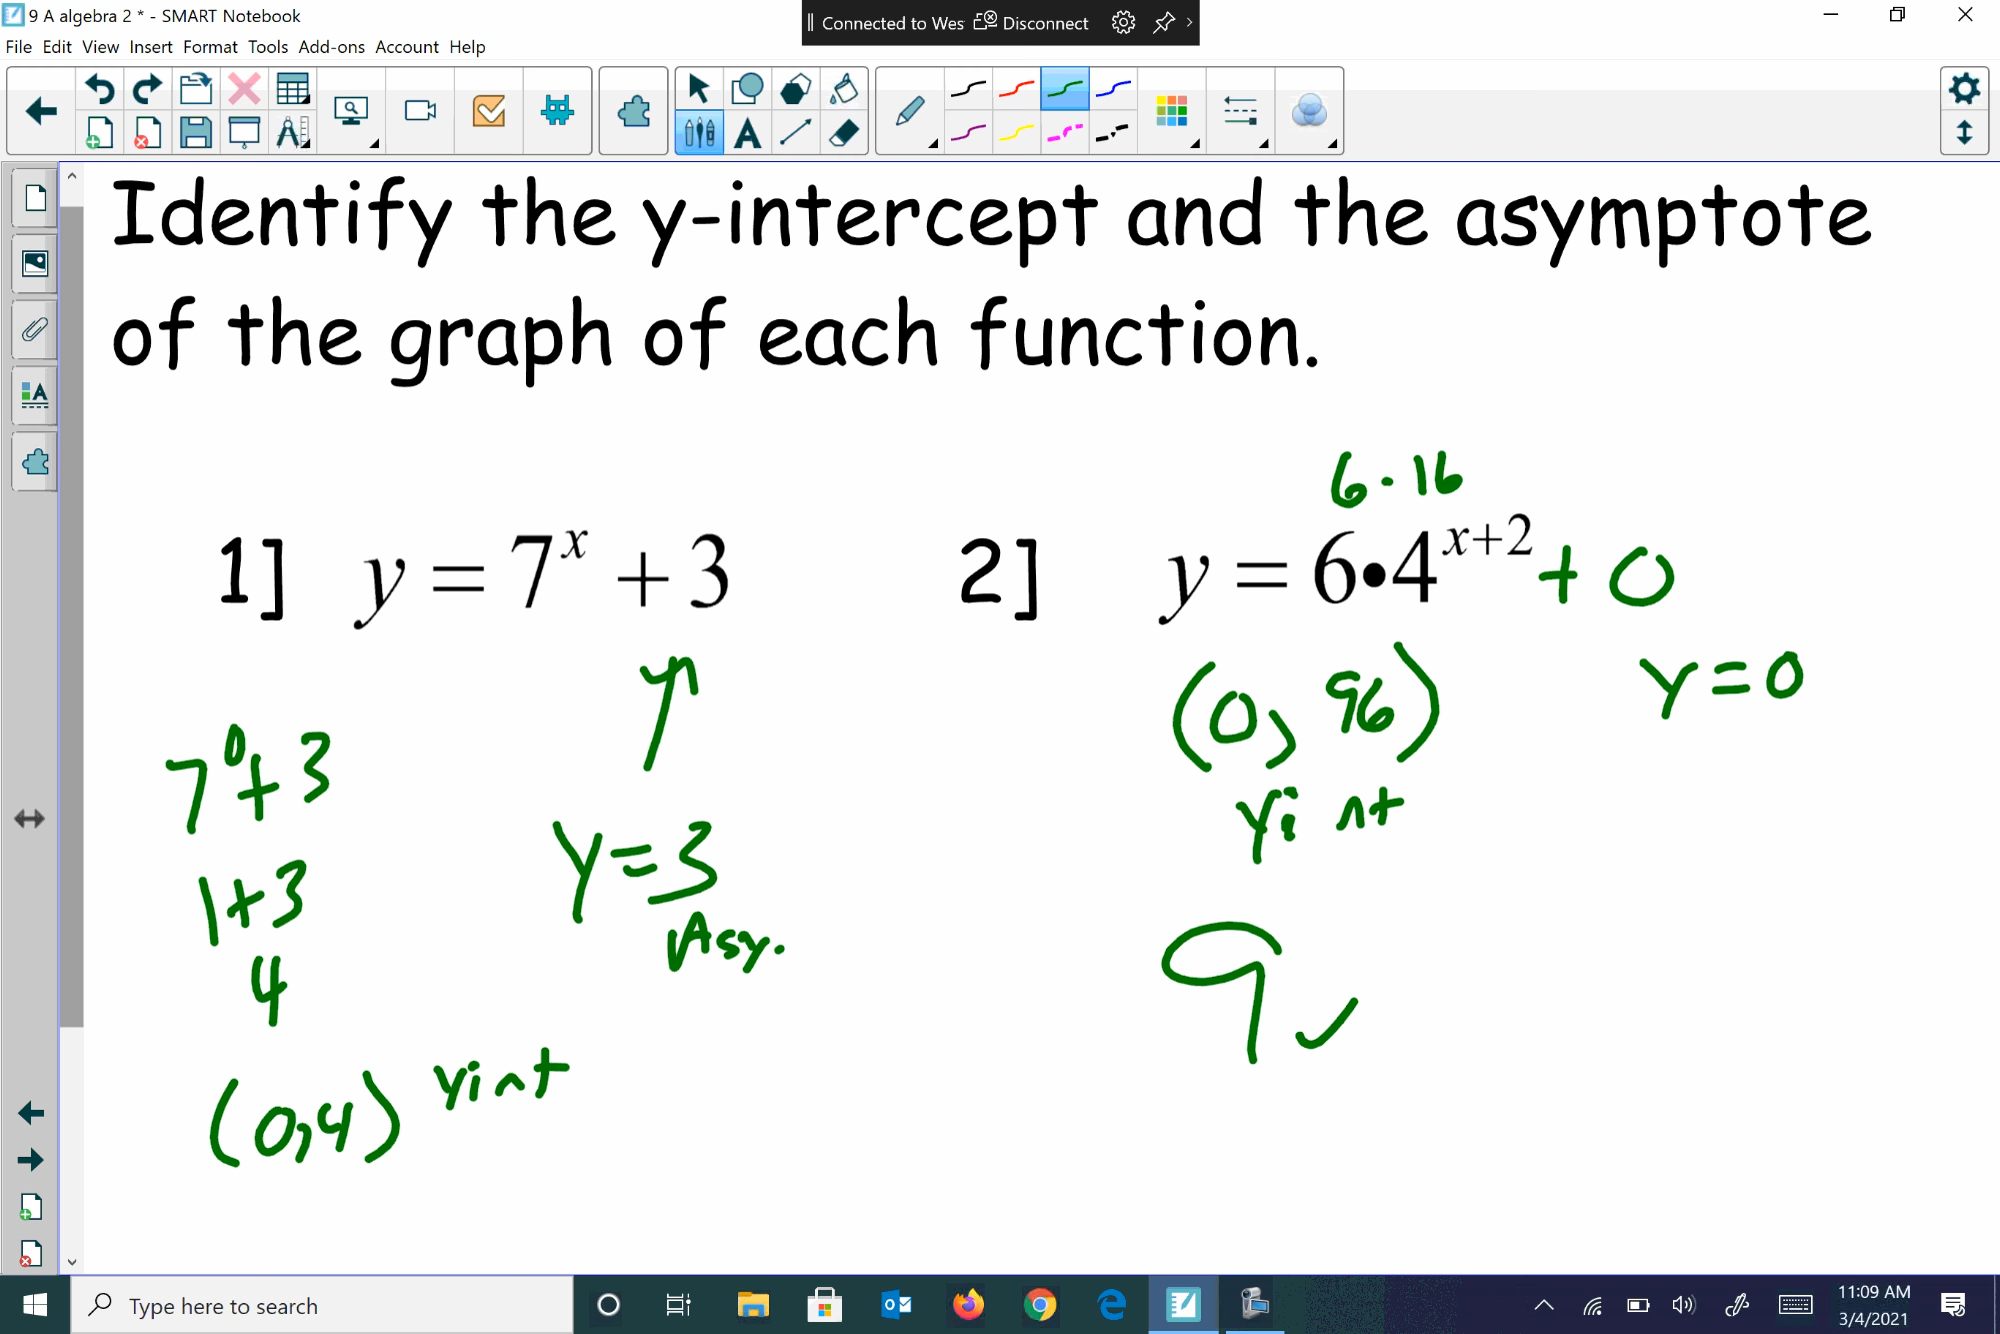 9 A algebra 2 * - SMART Notebook
Connected to Wes Disconnect
File Edit View Insert Format Tools Add-ons Account Help
Identify the y-intercept and the asymptote
of the graph of each function.
6 · 16
1] y = 7^x + 3
2] y = 6•4^{x+2} + 0
7^0 + 3
y = 3
Asy.
1 + 3
4
(0,4) yint
(0, 96)
y int
y = 0
9
Type here to search
11:09 AM
3/4/2021